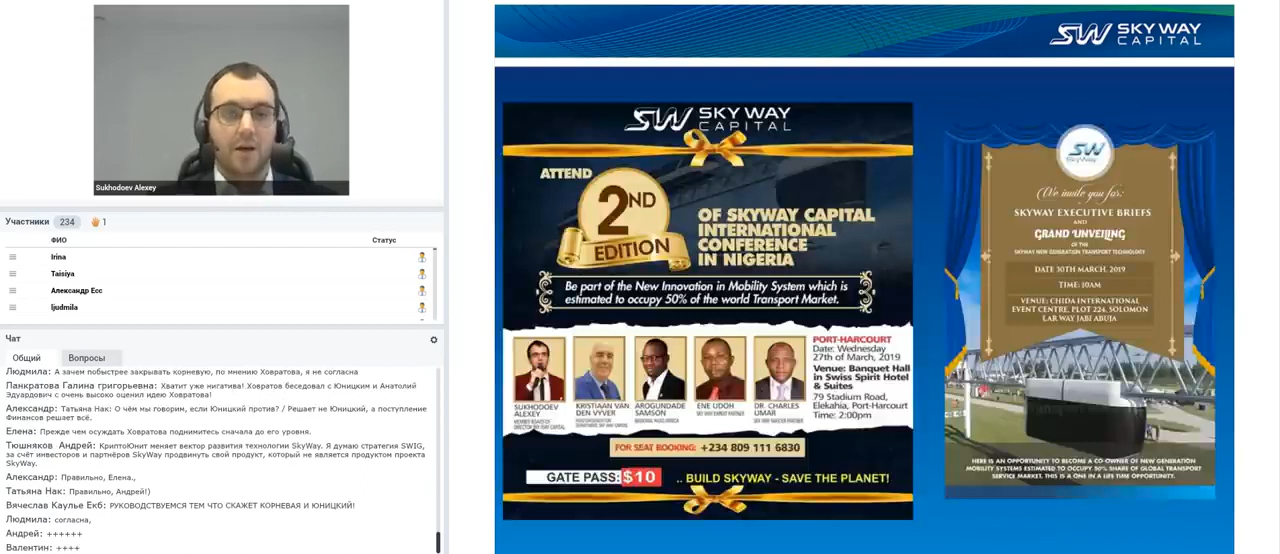 Sukhodoev Alexey
Участники 234 1
ФИО Статус
Irina
Taisiya
Александр Есс
ljudmila
Чат
Общий Вопросы
Людмила: А зачем побыстрее закрывать корневую, по мнению Ховратова, я не согласна
Панкратова Галина григорьевна: Хватит уже нигатива! Ховратов беседовал с Юницким и Анатолий
Эдуардович с очень высоко оценил идею Ховратова!
Александр: Татьяна Нак: О чём мы говорим, если Юницкий против? / Решает не Юницкий, а поступление
Финансов решает всё.
Елена: Прежде чем осуждать Ховратова поднимитесь сначала до его уровня.
Тюшняков Андрей: КриптоЮнит меняет вектор развития технологии SkyWay. Я думаю стратегия SWIG,
за счёт инвесторов и партнёров SkyWay продвинуть свой продукт, который не является продуктом проекта
SkyWay.
Александр: Правильно, Елена.,
Татьяна Нак: Правильно, Андрей!)
Вячеслав Каулье Екб: РУКОВОДСТВУЕМСЯ ТЕМ ЧТО СКАЖЕТ КОРНЕВАЯ И ЮНИЦКИЙ!
Людмила: согласна,
Андрей: ++++++
Валентин: ++++
SW SKY WAY
CAPITAL
SW SKY WAY
CAPITAL
ATTEND
2ND
EDITION
OF SKYWAY CAPITAL
INTERNATIONAL
CONFERENCE
IN NIGERIA
Be part of the New Innovation in Mobility System which is
estimated to occupy 50% of the world Transport Market.
SUKHODOEV
ALEXEY
KRISTIAAN VAN
DEN VYVER
AROGUNDADE
SAMSON
ENE UDOH
DR. CHARLES
UMAR
PORT-HARCOURT
Date: Wednesday
27th of March, 2019
Venue: Banquet Hall
in Swiss Spirit Hotel
& Suites
79 Stadium Road,
Elekahia, Port-Harcourt
Time: 2:00pm
FOR SEAT BOOKING: +234 809 111 6830
GATE PASS: $10 .. BUILD SKYWAY - SAVE THE PLANET!
SW
SkyWay
We invite you for:
SKYWAY EXECUTIVE BRIEFS
AND
GRAND UNVEILING
OF THE
SKYWAY NEW GENERATION TRANSPORT TECHNOLOGY
DATE 30TH MARCH, 2019
TIME: 10AM
VENUE: CHIDA INTERNATIONAL
EVENT CENTRE, PLOT 224, SOLOMON
LAR WAY JABI ABUJA
HERE IS AN OPPORTUNITY TO BECOME A CO-OWNER OF NEW GENERATION
MOBILITY SYSTEMS ESTIMATED TO OCCUPY 50% SHARE OF GLOBAL TRANSPORT
SERVICE MARKET. THIS IS A ONE IN A LIFE TIME OPPORTUNITY.